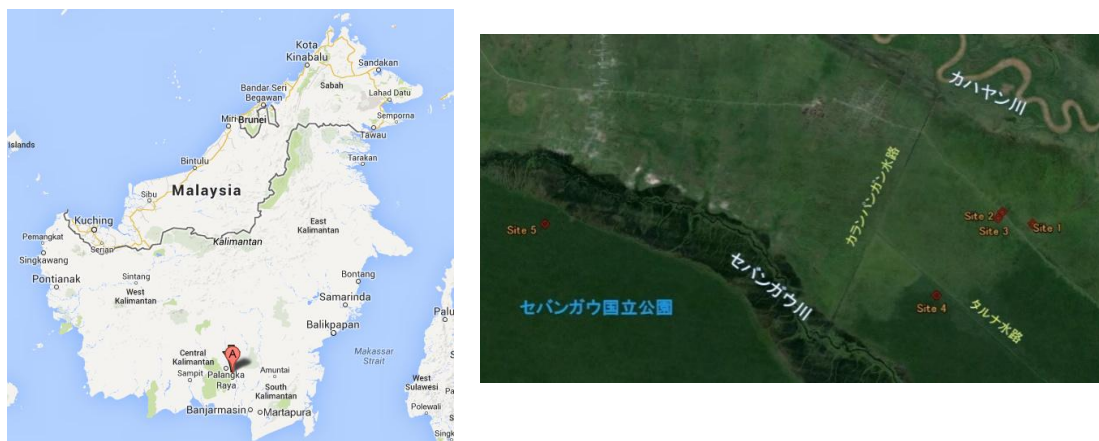 Kota
Kinabalu
Sandakan
Bandar Seri
Begawan
Sabah
Lahad Datu
Miri
Brunei
Semporna
Tawau
Islands
Bintulu
Tarakan
Sibu
Malaysia
Kuching
Serian
East
Kalimantan
Kalimantan
Pemangkat
Singkawang
Sintang
Bontang
Pontianak
West
Kalimantan
Samarinda
Balikpapan
Palu
A
Central
Kalimantan
Makassar
Strait
Sampit
Palangka
Raya
Amuntai
West
Sulawesi
South
Kalimantan
Polewali
Banjarmasin
Martapura
Singk
カハヤン川
カランパンガン水路
Site 2
Site 3
Site 1
Site 5
セバンガウ川
セバンガウ国立公園
Site 4
タルナ水路